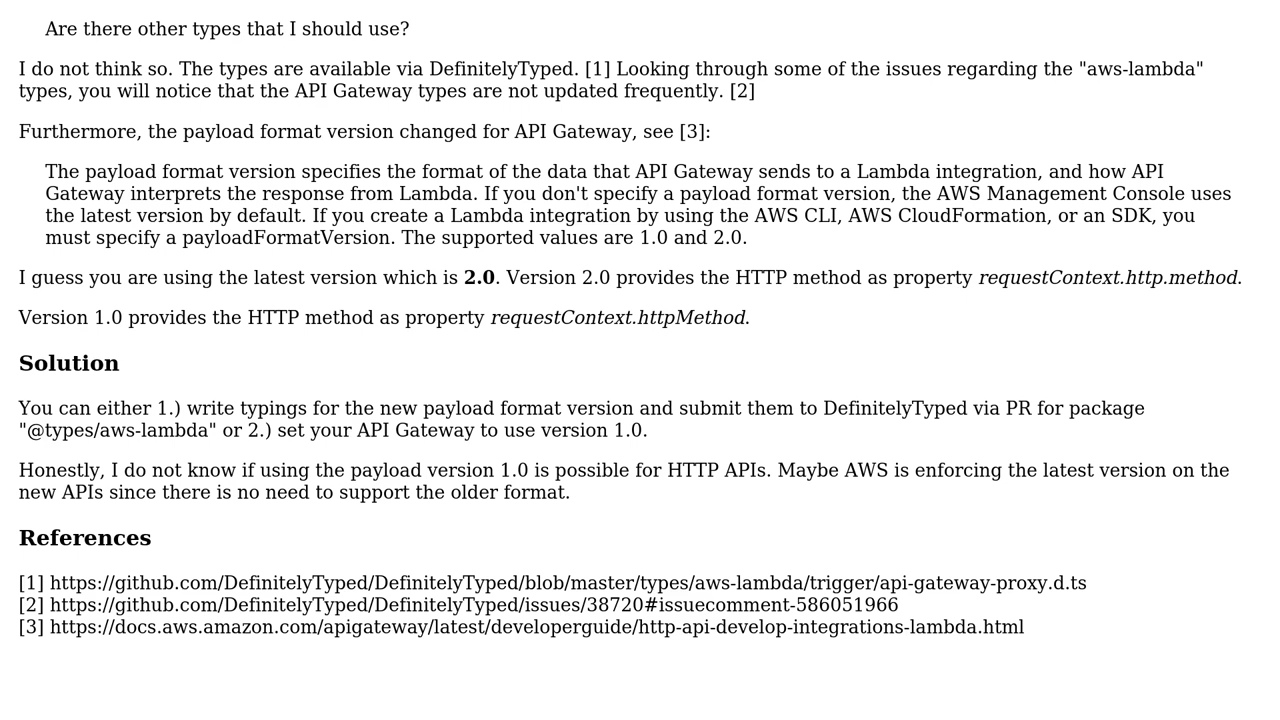 Are there other types that I should use?
I do not think so. The types are available via DefinitelyTyped. [1] Looking through some of the issues regarding the "aws-lambda"
types, you will notice that the API Gateway types are not updated frequently. [2]
Furthermore, the payload format version changed for API Gateway, see [3]:
The payload format version specifies the format of the data that API Gateway sends to a Lambda integration, and how API
Gateway interprets the response from Lambda. If you don't specify a payload format version, the AWS Management Console uses
the latest version by default. If you create a Lambda integration by using the AWS CLI, AWS CloudFormation, or an SDK, you
must specify a payloadFormatVersion. The supported values are 1.0 and 2.0.
I guess you are using the latest version which is 2.0. Version 2.0 provides the HTTP method as property requestContext.http.method.
Version 1.0 provides the HTTP method as property requestContext.httpMethod.
Solution
You can either 1.) write typings for the new payload format version and submit them to DefinitelyTyped via PR for package
"@types/aws-lambda" or 2.) set your API Gateway to use version 1.0.
Honestly, I do not know if using the payload version 1.0 is possible for HTTP APIs. Maybe AWS is enforcing the latest version on the
new APIs since there is no need to support the older format.
References
[1] https://github.com/DefinitelyTyped/DefinitelyTyped/blob/master/types/aws-lambda/trigger/api-gateway-proxy.d.ts
[2] https://github.com/DefinitelyTyped/DefinitelyTyped/issues/38720#issuecomment-586051966
[3] https://docs.aws.amazon.com/apigateway/latest/developerguide/http-api-develop-integrations-lambda.html